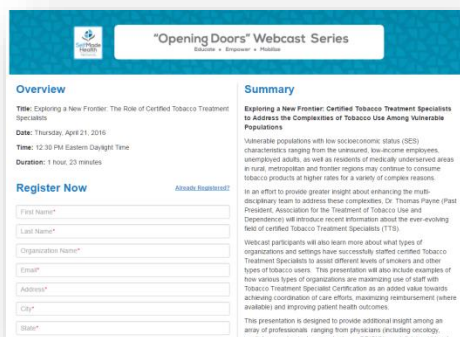 SelfMade
Health
"Opening Doors" Webcast Series
Educate • Empower • Mobilize
Overview
Title: Exploring a New Frontier: The Role of Certified Tobacco Treatment
Specialists
Date: Thursday, April 21, 2016
Time: 12:30 PM Eastern Daylight Time
Duration: 1 hour, 23 minutes
Register Now
Already Registered?
First Name*
Last Name*
Organization Name*
Email*
Address*
City*
State*
Summary
Exploring a New Frontier: Certified Tobacco Treatment Specialists
to Address the Complexities of Tobacco Use Among Vulnerable
Populations
Vulnerable populations with low socioeconomic status (SES)
characteristics ranging from the uninsured, low-income employees,
unemployed adults, as well as residents of medically underserved areas
in rural, metropolitan and frontier regions may continue to consume
tobacco products at higher rates for a variety of complex reasons.
In an effort to provide greater insight about enhancing the multi-
disciplinary team to address these complexities, Dr. Thomas Payne (Past
President, Association for the Treatment of Tobacco Use and
Dependence) will introduce recent information about the ever-evolving
field of certified Tobacco Treatment Specialists (TTS).
Webcast participants will also learn more about what types of
organizations and settings have successfully staffed certified Tobacco
Treatment Specialists to assist different levels of smokers and other
types of tobacco users. This presentation will also include examples of
how various types of organizations are maximizing use of staff with
Tobacco Treatment Specialist Certification as an added value towards
achieving coordination of care efforts, maximizing reimbursement (where
available) and improving patient health outcomes.
This presentation is designed to provide additional insight among an
array of professionals ranging from physicians (including oncology,